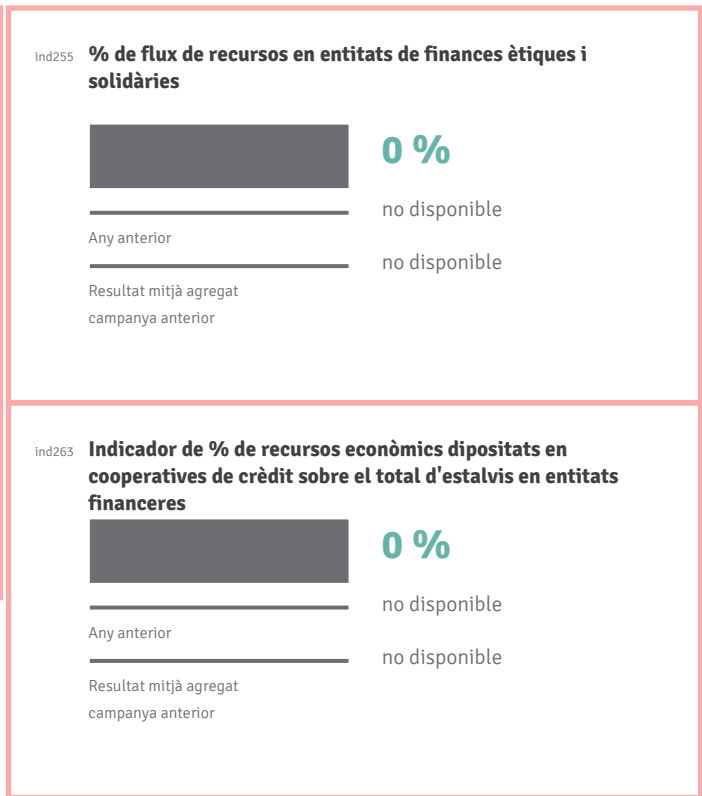 ind255 % de flux de recursos en entitats de finances ètiques i
solidàries
0 %
no disponible
Any anterior
no disponible
Resultat mitjà agregat
campanya anterior
ind263 Indicador de % de recursos econòmics dipositats en
cooperatives de crèdit sobre el total d'estalvis en entitats
financeres
0 %
no disponible
Any anterior
no disponible
Resultat mitjà agregat
campanya anterior